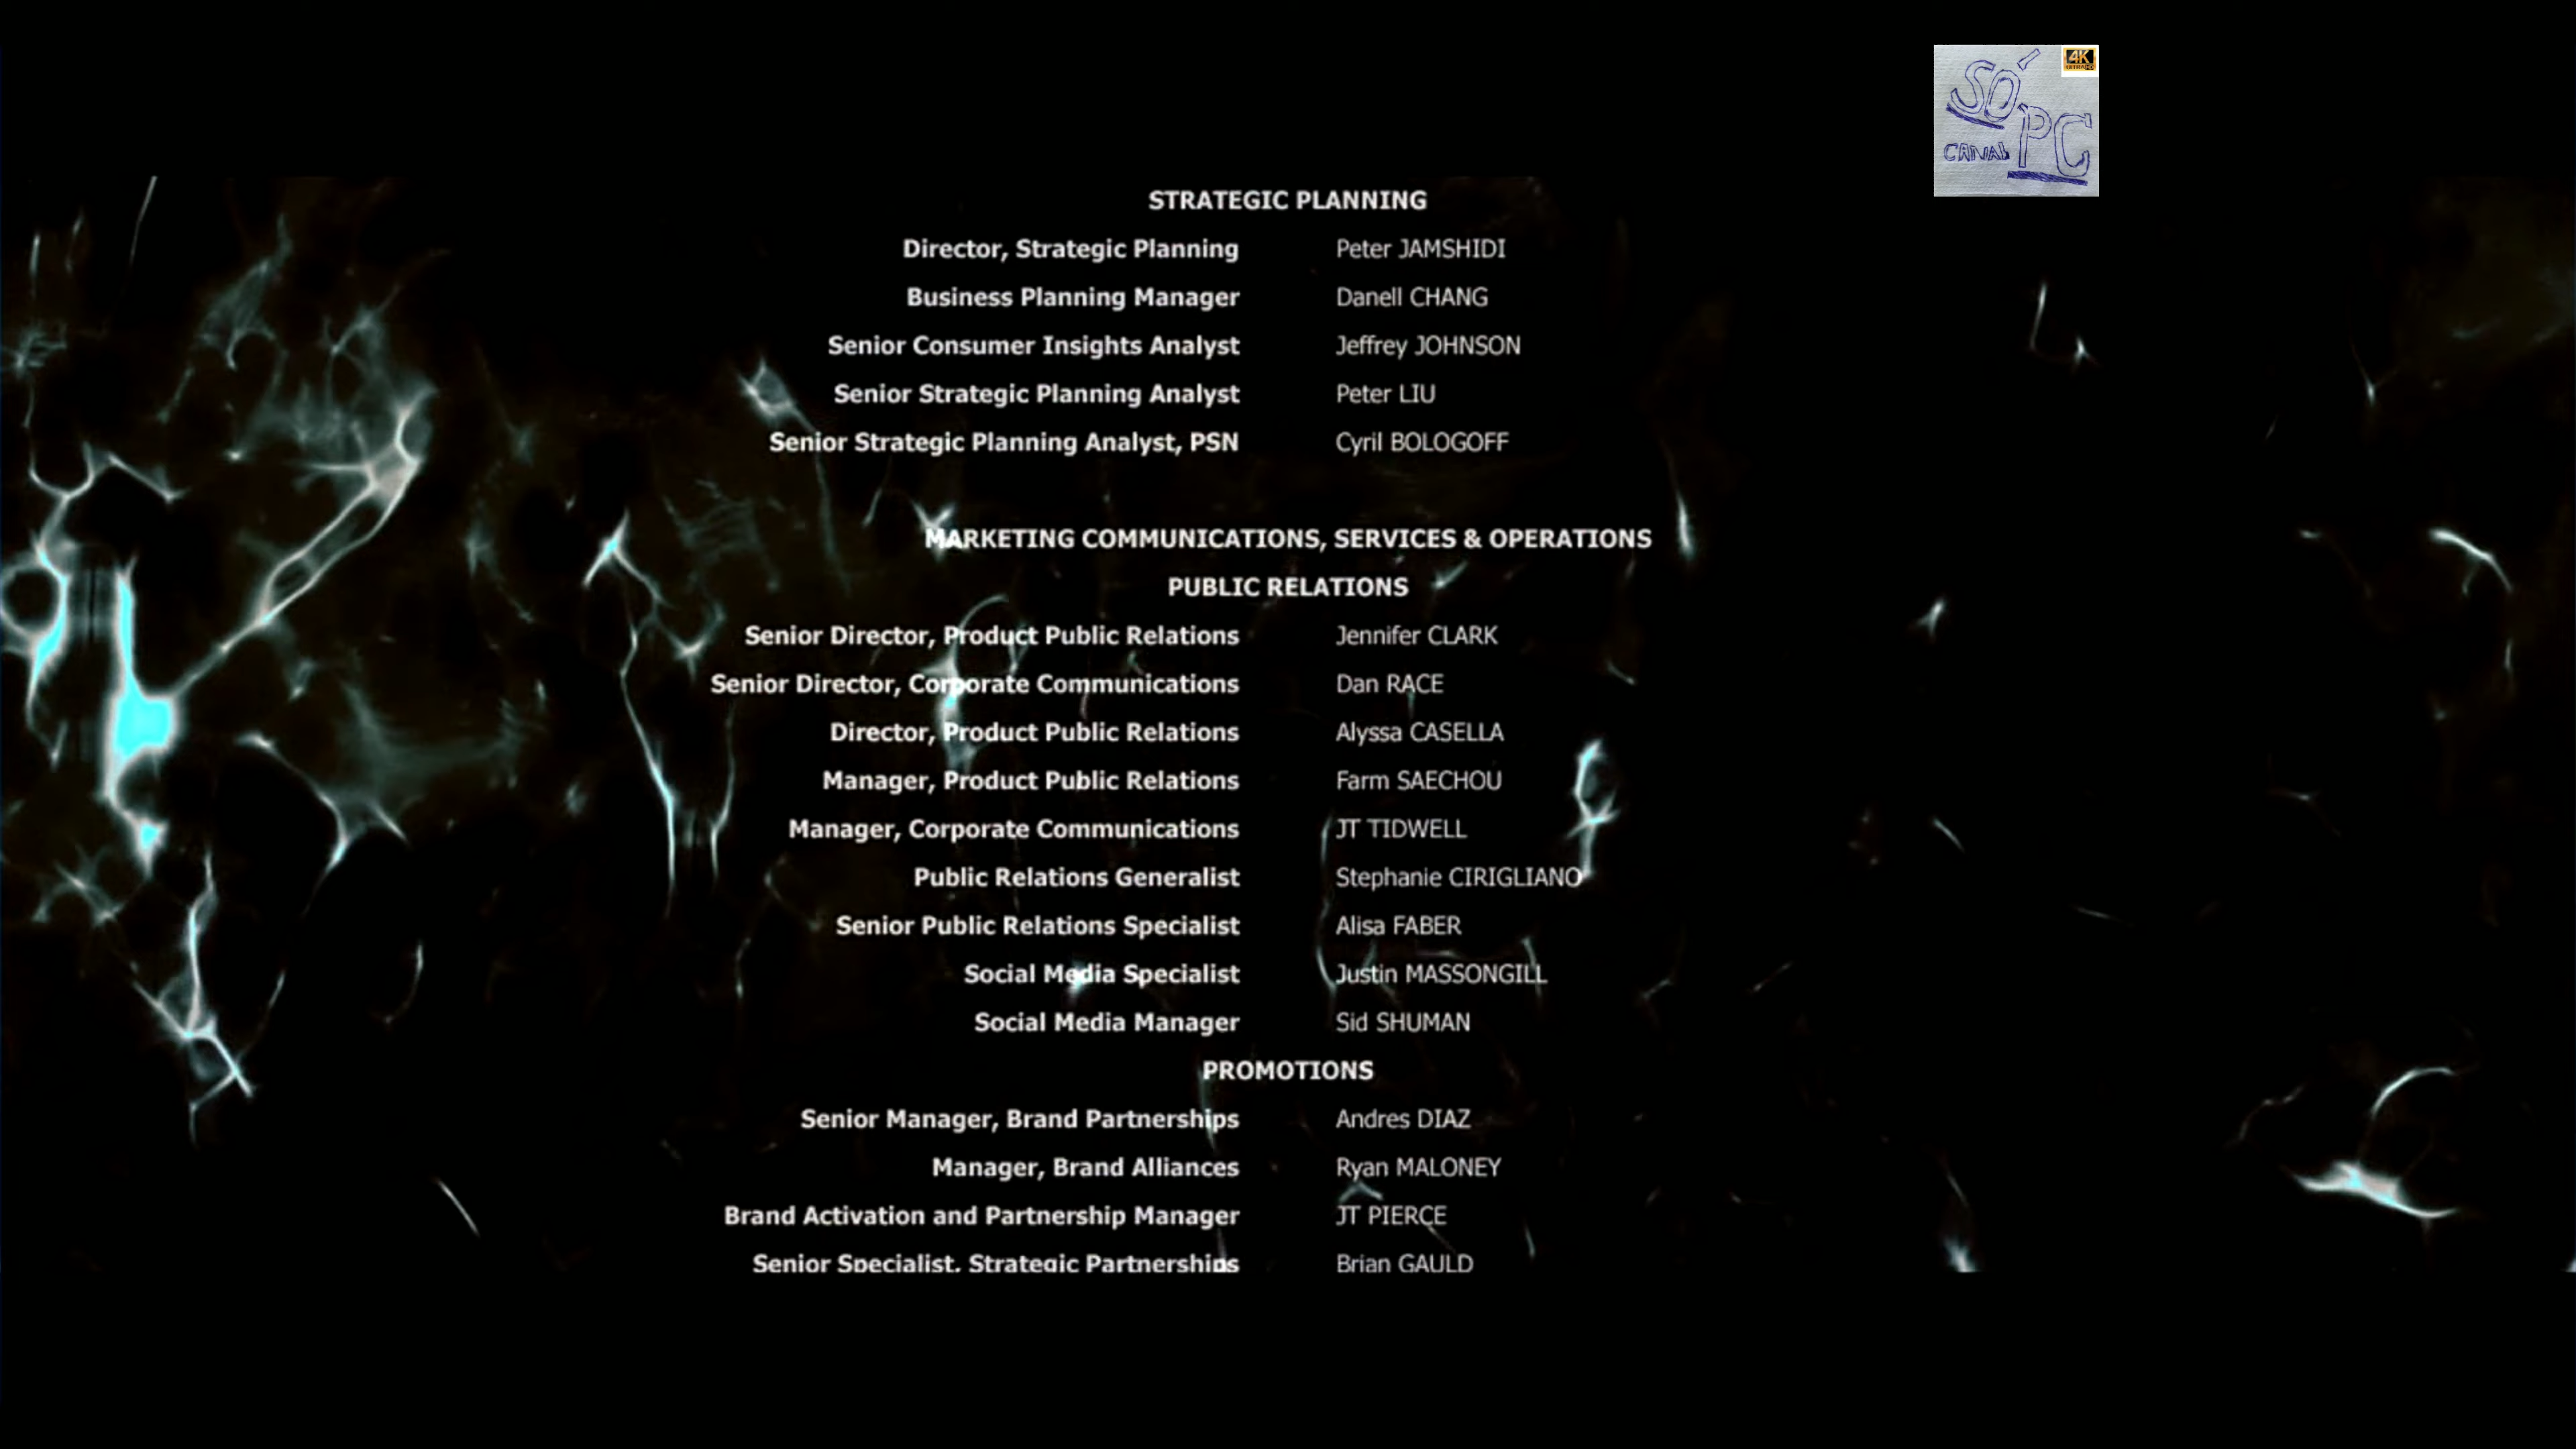 4K
ULTRA HD
SÓ
PC
CANAL
STRATEGIC PLANNING
Director, Strategic Planning Peter JAMSHIDI
Business Planning Manager Danell CHANG
Senior Consumer Insights Analyst Jeffrey JOHNSON
Senior Strategic Planning Analyst Peter LIU
Senior Strategic Planning Analyst, PSN Cyril BOLOGOFF
MARKETING COMMUNICATIONS, SERVICES & OPERATIONS
PUBLIC RELATIONS
Senior Director, Product Public Relations Jennifer CLARK
Senior Director, Corporate Communications Dan RACE
Director, Product Public Relations Alyssa CASELLA
Manager, Product Public Relations Farm SAECHOU
Manager, Corporate Communications JT TIDWELL
Public Relations Generalist Stephanie CIRIGLIANO
Senior Public Relations Specialist Alisa FABER
Social Media Specialist Justin MASSONGILL
Social Media Manager Sid SHUMAN
PROMOTIONS
Senior Manager, Brand Partnerships Andres DIAZ
Manager, Brand Alliances Ryan MALONEY
Brand Activation and Partnership Manager JT PIERCE
Senior Specialist, Strategic Partnerships Brian GAULD